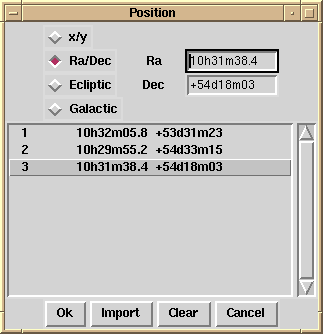 Position
x/y
Ra/Dec Ra 10h31m38.4
Ecliptic Dec +54d18m03
Galactic
1 10h32m05.8 +53d31m23
2 10h29m55.2 +54d33m15
3 10h31m38.4 +54d18m03
Ok Import Clear Cancel